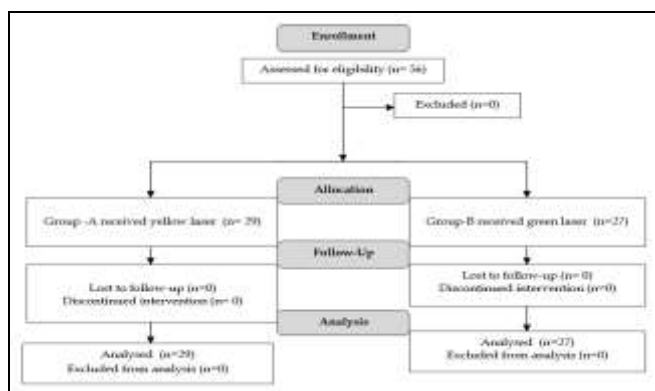 Enrollment
Assessed for eligibility (n= 56)
Excluded (n=0)
Allocation
Group -A received yellow laser (n= 29)
Group-B received green laser (n=27)
Follow-Up
Lost to follow-up (n=0)
Discontinued intervention (n= 0)
Lost to follow-up (n= 0)
Discontinued intervention (n=0)
Analysis
Analysed (n=29)
Excluded from analysis (n=0)
Analysed (n=27)
Excluded from analysis (n=0)